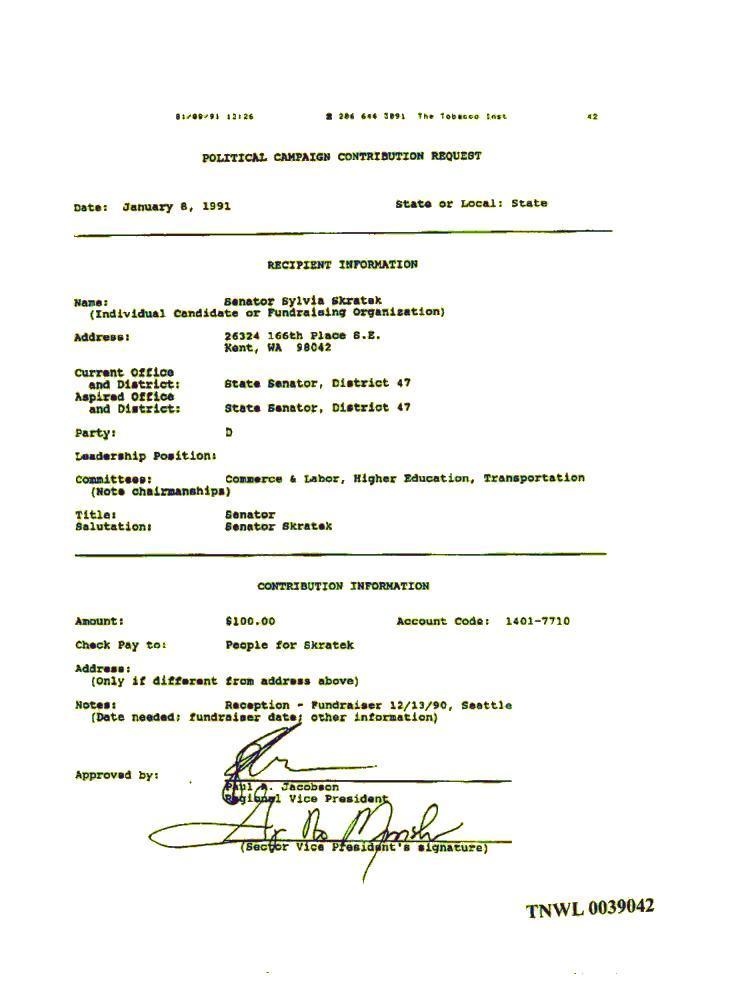 01/08/91 12:26 ☎ 206 646 3091 The Tobacco Inst 42
POLITICAL CAMPAIGN CONTRIBUTION REQUEST
Date: January 8, 1991 State or Local: State
RECIPIENT INFORMATION
Name: Senator Sylvia Skratek
(Individual Candidate or Fundraising Organization)
Address: 26324 166th Place S.E.
Kent, WA 98042
Current Office
and District: State Senator, District 47
Aspired Office
and District: State Senator, District 47
Party: D
Leadership Position:
Committees: Commerce & Labor, Higher Education, Transportation
(Note chairmanships)
Title: Senator
Salutation: Senator Skratek
CONTRIBUTION INFORMATION
Amount: $100.00 Account Code: 1401-7710
Check Pay to: People for Skratek
Address:
(Only if different from address above)
Notes: Reception - Fundraiser 12/13/90, Seattle
(Date needed; fundraiser date; other information)
Approved by:
Paul A. Jacobson
Regional Vice President
(Sector Vice President's signature)
TNWL 0039042